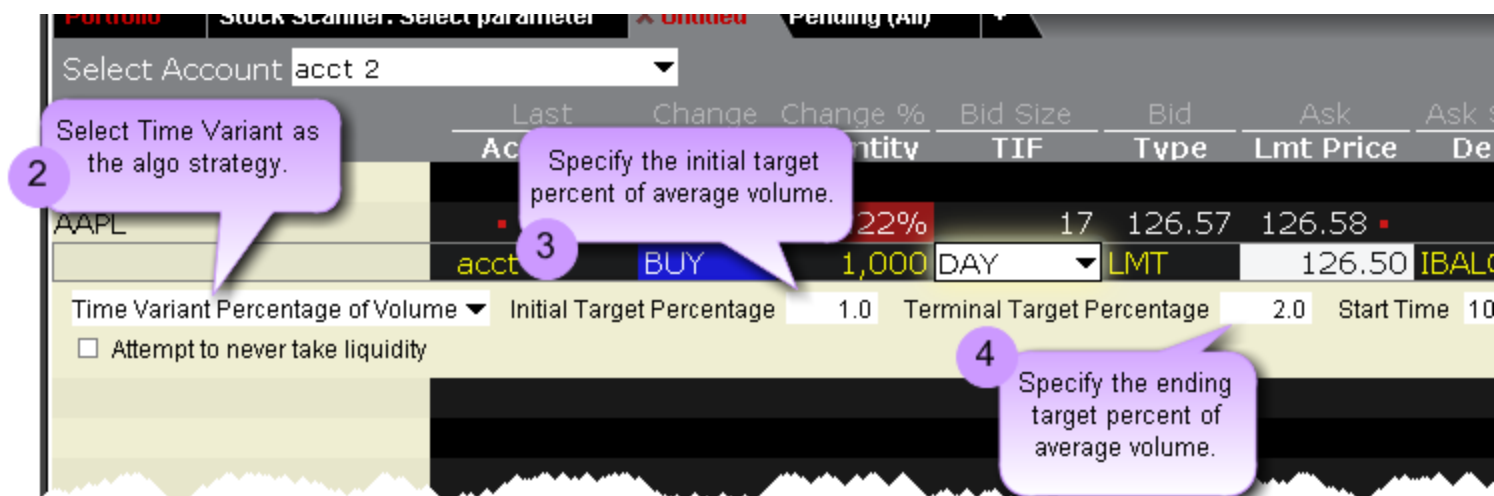 Portfolio Stock Scanner: Select parameter Untitled Pending (All) +
Select Account acct 2
Last Change Change % Bid Size Bid Ask Ask
TIF Type Lmt Price
2
Select Time Variant as
the algo strategy.
3
Specify the initial target
percent of average volume.
AAPL 22% 17 126.57 126.58
acct BUY 1,000 DAY LMT 126.50
Time Variant Percentage of Volume Initial Target Percentage 1.0 Terminal Target Percentage 2.0 Start Time 10
Attempt to never take liquidity
4
Specify the ending
target percent of
average volume.